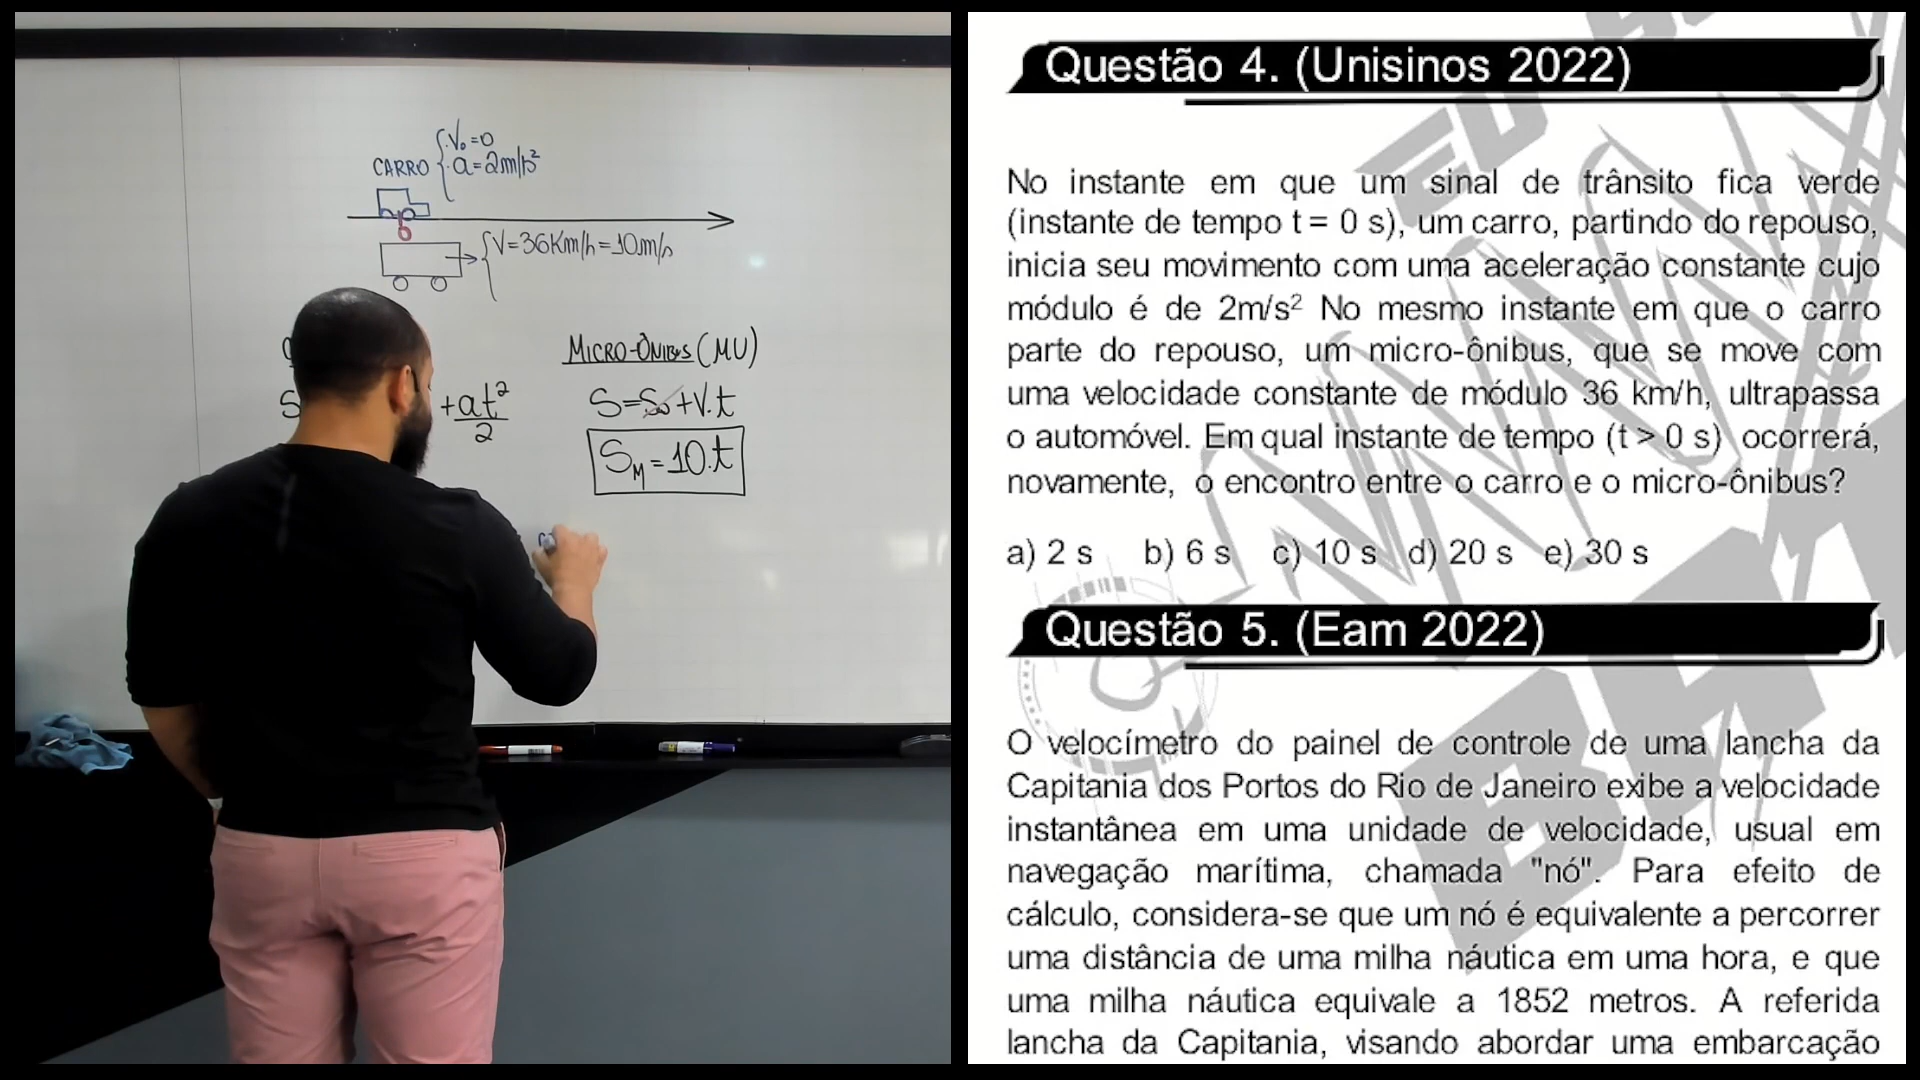 V₀=0
CARRO
a=2m/s²
V=36Km/h=10m/s
MICRO-ÔNIBUS (MU)
S=S₀+V.t
S
+at²
2
S_M=10.t
Questão 4. (Unisinos 2022)
No instante em que um sinal de trânsito fica verde
(instante de tempo t = 0 s), um carro, partindo do repouso,
inicia seu movimento com uma aceleração constante cujo
módulo é de 2m/s² No mesmo instante em que o carro
parte do repouso, um micro-ônibus, que se move com
uma velocidade constante de módulo 36 km/h, ultrapassa
o automóvel. Em qual instante de tempo (t > 0 s) ocorrerá,
novamente, o encontro entre o carro e o micro-ônibus?
a) 2 s b) 6 s c) 10 s d) 20 s e) 30 s
Questão 5. (Eam 2022)
O velocímetro do painel de controle de uma lancha da
Capitania dos Portos do Rio de Janeiro exibe a velocidade
instantânea em uma unidade de velocidade, usual em
navegação marítima, chamada "nó". Para efeito de
cálculo, considera-se que um nó é equivalente a percorrer
uma distância de uma milha náutica em uma hora, e que
uma milha náutica equivale a 1852 metros. A referida
lancha da Capitania, visando abordar uma embarcação